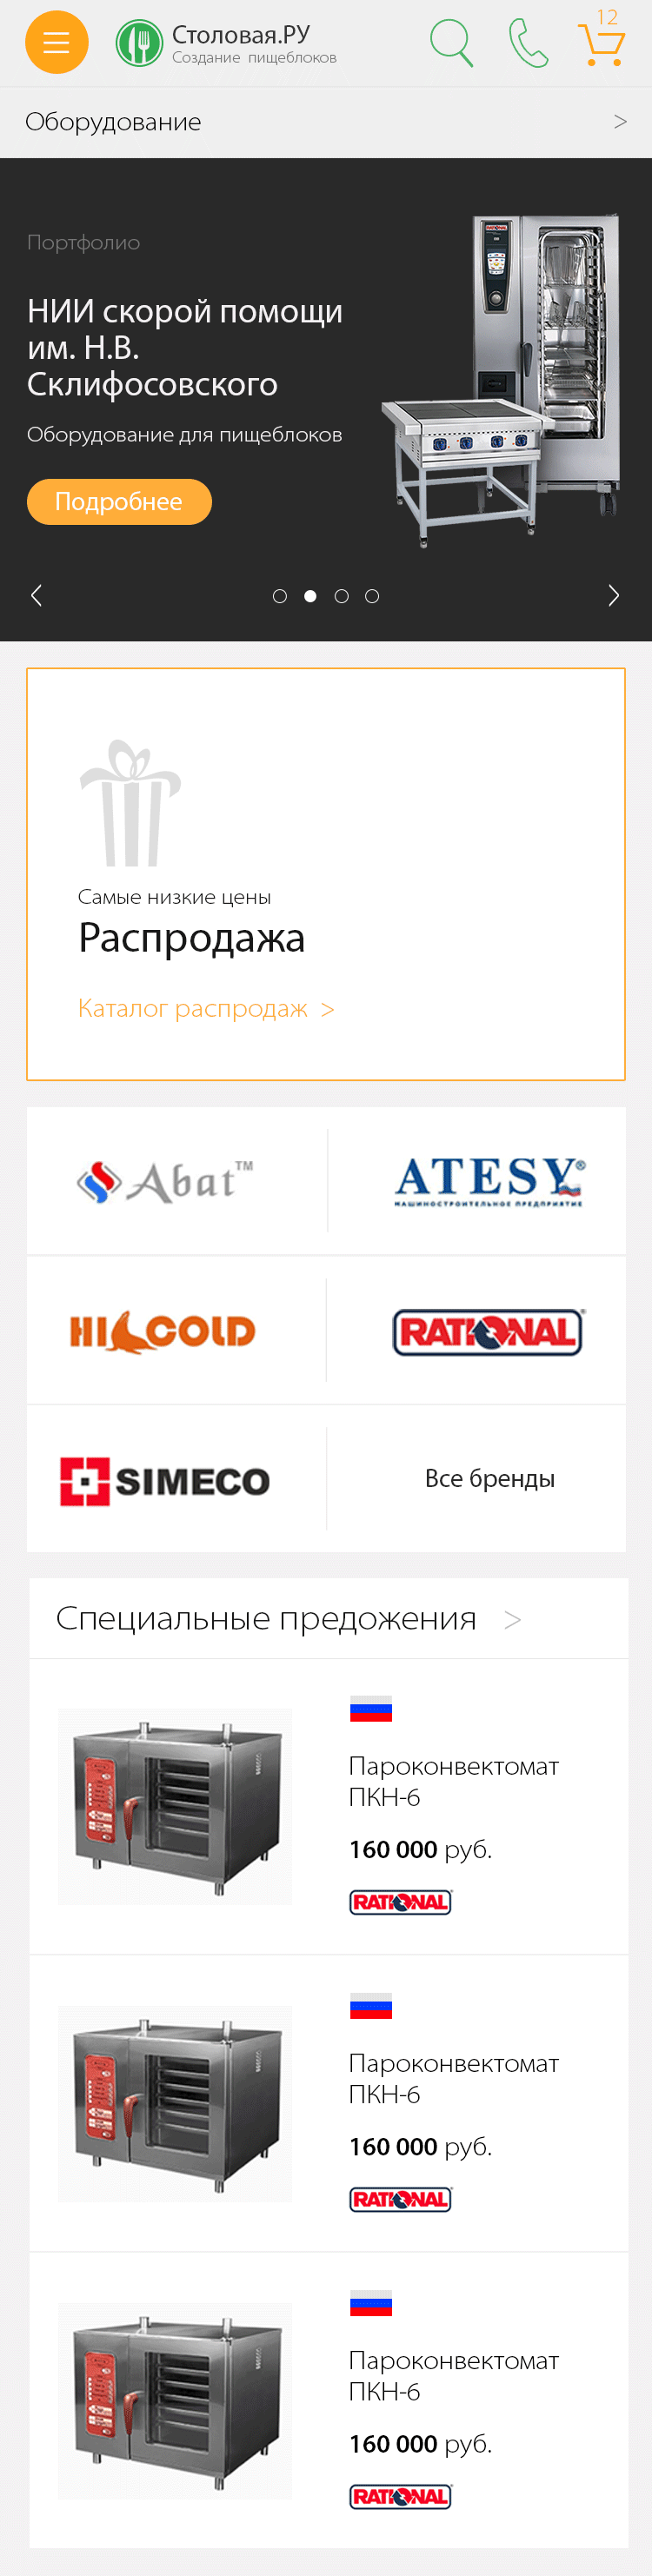 12
Столовая.РУ
Создание пищеблоков
Оборудование >
Портфолио
НИИ скорой помощи
им. Н.В.
Склифосовского
Оборудование для пищеблоков
Подробнее
Самые низкие цены
Распродажа
Каталог распродаж >
Abat™
ATESY®
МАШИНОСТРОИТЕЛЬНОЕ ПРЕДПРИЯТИЕ
HICOLD
RATIONAL
SIMECO
Все бренды
Специальные предожения >
Пароконвектомат
ПКН-6
160 000 руб.
RATIONAL
Пароконвектомат
ПКН-6
160 000 руб.
RATIONAL
Пароконвектомат
ПКН-6
160 000 руб.
RATIONAL